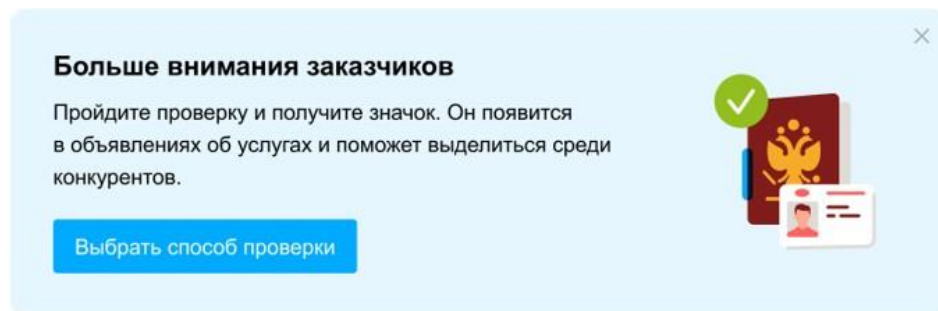 Больше внимания заказчиков
Пройдите проверку и получите значок. Он появится
в объявлениях об услугах и поможет выделиться среди
конкурентов.
Выбрать способ проверки